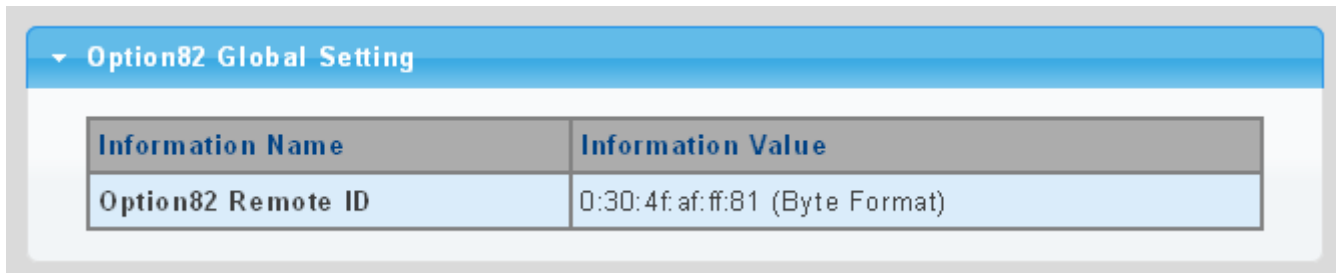 Option82 Global Setting
Information Name Information Value
Option82 Remote ID 0:30:4f:af:ff:81 (Byte Format)